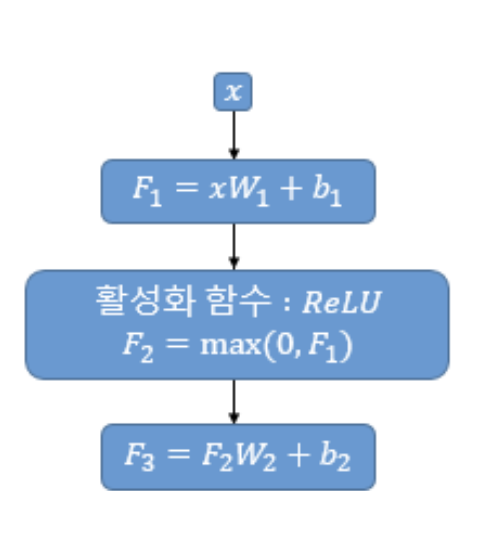 x
F₁ = xW₁ + b₁
활성화 함수 : ReLU
F₂ = max(0, F₁)
F₃ = F₂W₂ + b₂